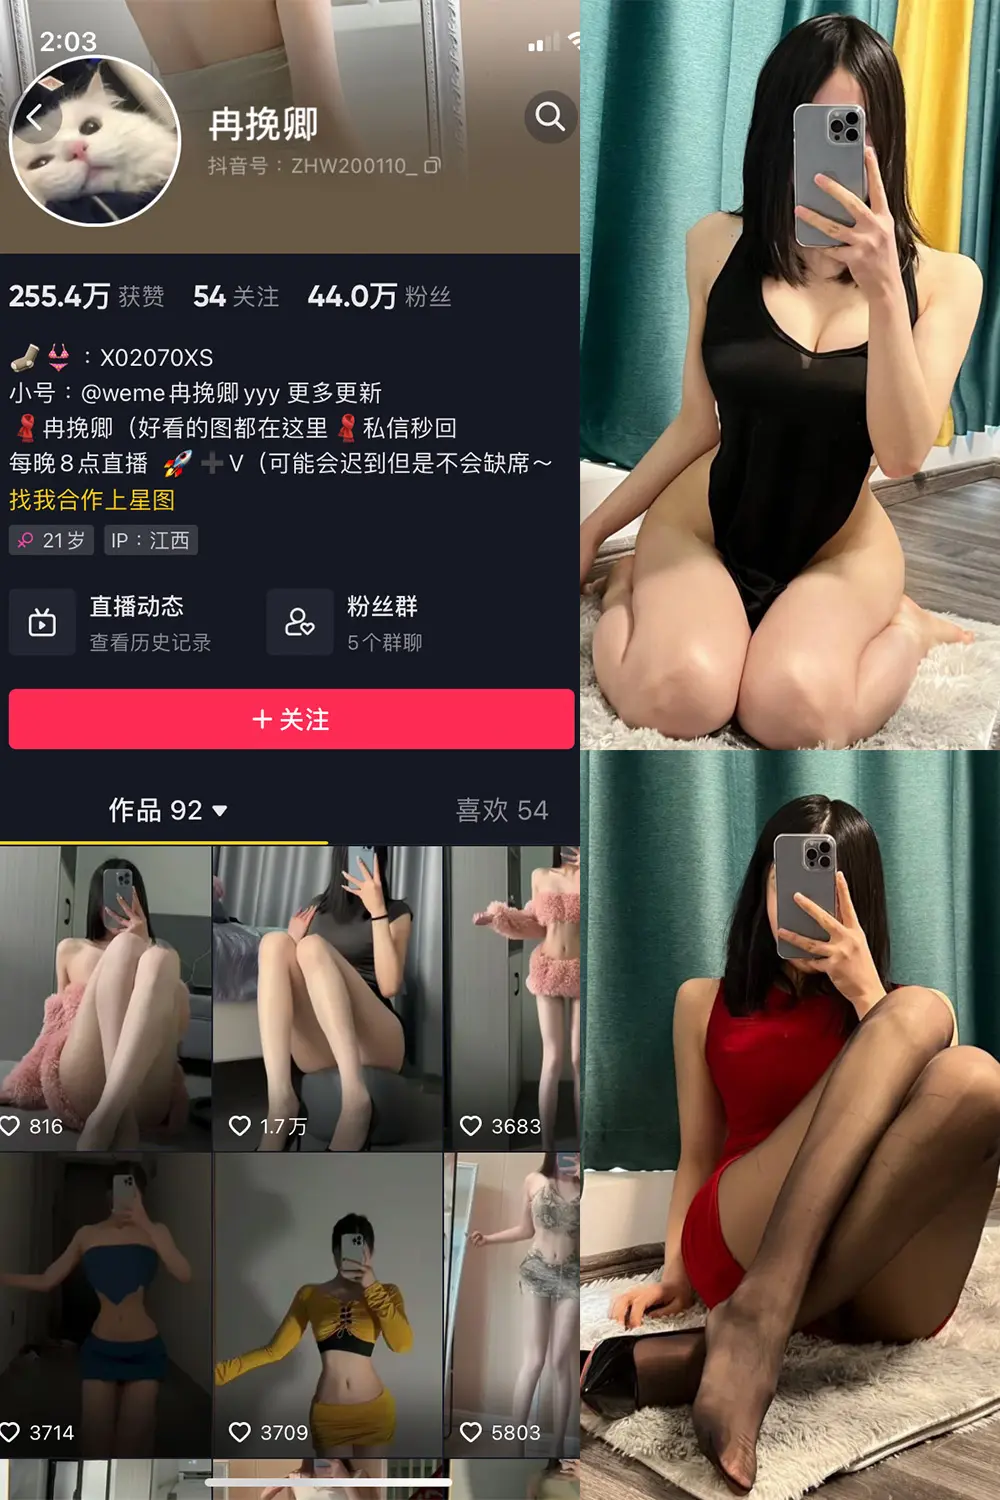 2:03
冉挽卿
抖音号：ZHW200110_
255.4万 获赞 54 关注 44.0万 粉丝
：X02070XS
小号：@weme冉挽卿yyy 更多更新
冉挽卿（好看的图都在这里 私信秒回
每晚8点直播 🚀➕V（可能会迟到但是不会缺席～
找我合作上星图
21岁 IP：江西
直播动态 粉丝群
查看历史记录 5个群聊
+ 关注
作品 92 喜欢 54
816 1.7万 3683
3714 3709 5803